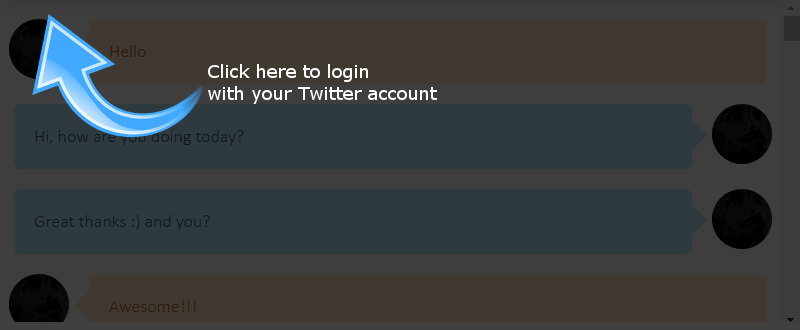 Hello
Click here to login
with your Twitter account
Hi, how are you doing today?
Great thanks :) and you?
Awesome!!!